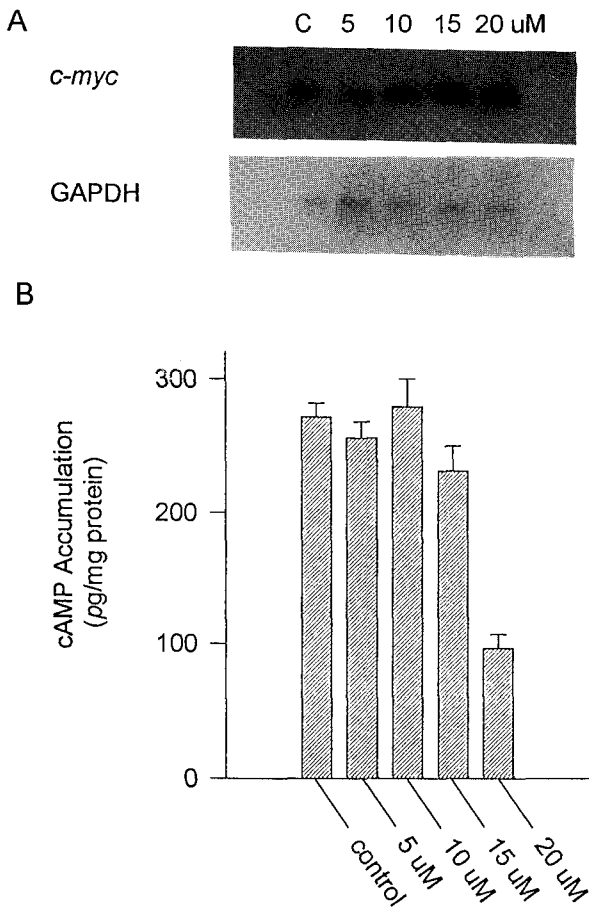 A
C 5 10 15 20 uM
c-myc
GAPDH
B
300
200
100
0
cAMP Accumulation
(pg/mg protein)
control
5 uM
10 uM
15 uM
20 uM